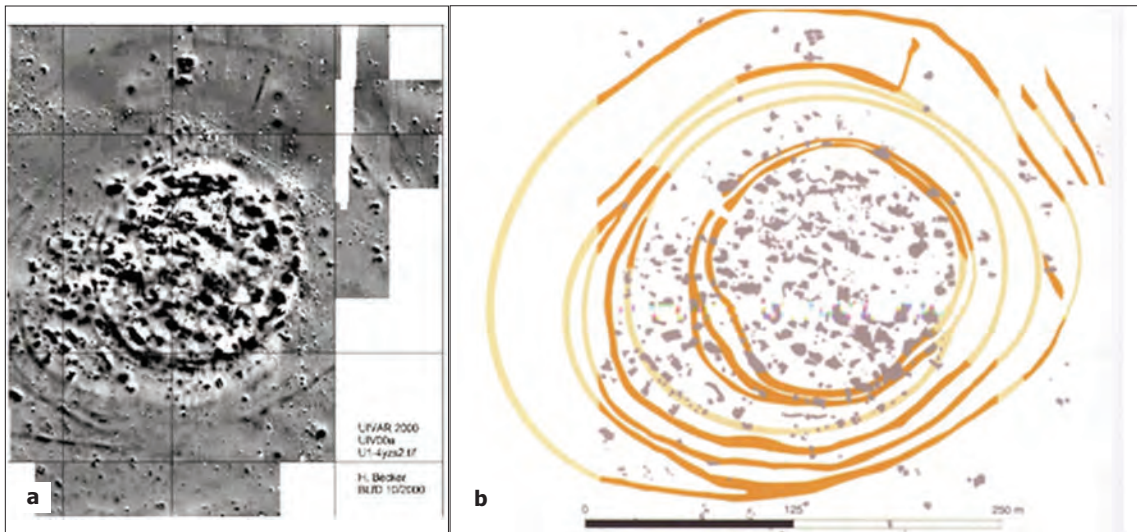 UIVAR 2000
UIV00a
U1-4yzs2.tif
H. Becker
BLfD 10/2000
a
b
0
125
250 m